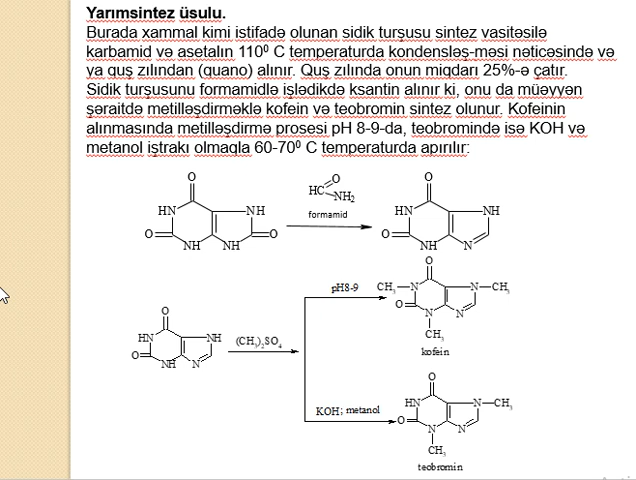 Yarımsintez üsulu.
Burada xammal kimi istifadə olunan sidik turşusu sintez vasitəsilə
karbamid və asetalın 110⁰ C temperaturda kondensləş-məsi nəticəsində və
ya quş zılından (quano) alınır. Quş zılında onun miqdarı 25%-ə çatır.
Sidik turşusunu formamidlə işlədikdə ksantin alınır ki, onu da müəyyən
şəraitdə metilləşdirməklə kofein və teobromin sintez olunur. Kofeinin
alınmasında metilləşdirmə prosesi pH 8-9-da, teobromində isə KOH və
metanol iştrakı olmaqla 60-70⁰ C temperaturda apırılır:
O
HN
NH
O
NH
NH
O
HC
O
NH₂
formamid
O
HN
NH
O
NH
N
O
HN
NH
O
NH
N
(CH₃)₂SO₄
pH8-9
O
CH₃
N
N
CH₃
O
N
N
CH₃
kofein
KOH; metanol
O
HN
N
CH₃
O
N
N
CH₃
teobromin